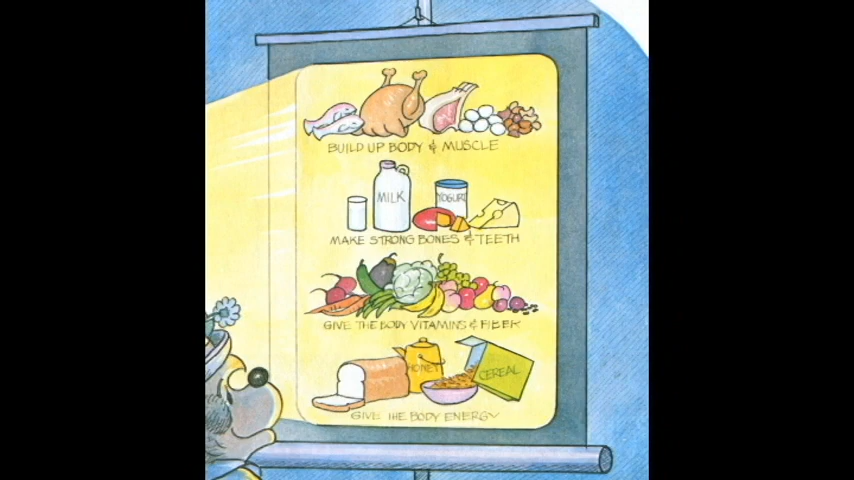 BUILD UP BODY & MUSCLE
MILK
YOGURT
MAKE STRONG BONES & TEETH
GIVE THE BODY VITAMINS & FIBER
HONEY
CEREAL
GIVE THE BODY ENERGY